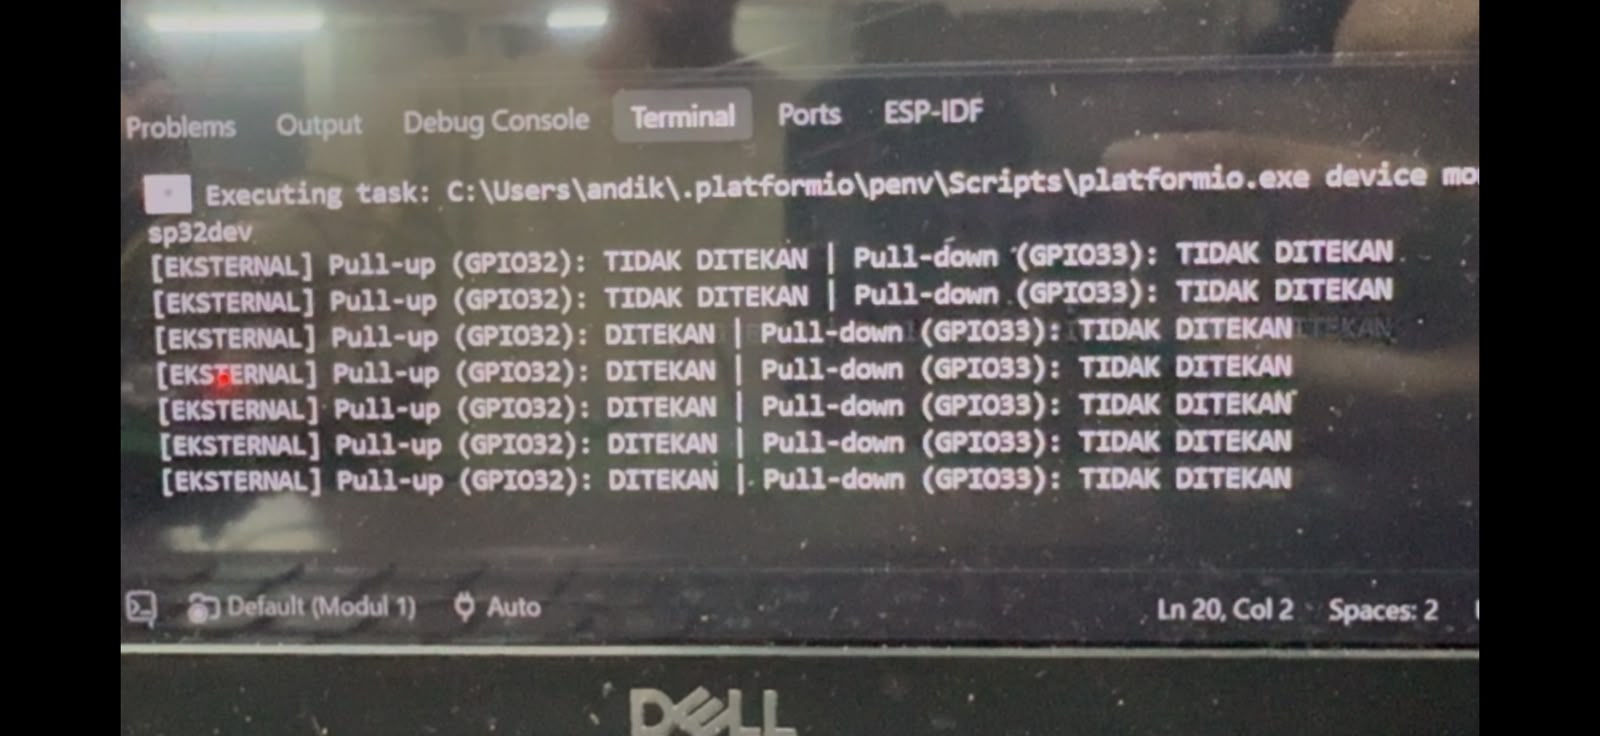 Problems Output Debug Console Terminal Ports ESP-IDF
Executing task: C:\Users\andik\.platformio\penv\Scripts\platformio.exe device mo
sp32dev
[EKSTERNAL] Pull-up (GPIO32): TIDAK DITEKAN | Pull-down (GPIO33): TIDAK DITEKAN
[EKSTERNAL] Pull-up (GPIO32): TIDAK DITEKAN | Pull-down (GPIO33): TIDAK DITEKAN
[EKSTERNAL] Pull-up (GPIO32): DITEKAN | Pull-down (GPIO33): TIDAK DITEKAN
[EKSTERNAL] Pull-up (GPIO32): DITEKAN | Pull-down (GPIO33): TIDAK DITEKAN
[EKSTERNAL] Pull-up (GPIO32): DITEKAN | Pull-down (GPIO33): TIDAK DITEKAN
[EKSTERNAL] Pull-up (GPIO32): DITEKAN | Pull-down (GPIO33): TIDAK DITEKAN
[EKSTERNAL] Pull-up (GPIO32): DITEKAN | Pull-down (GPIO33): TIDAK DITEKAN
Default (Modul 1) Auto Ln 20, Col 2 Spaces: 2
DELL